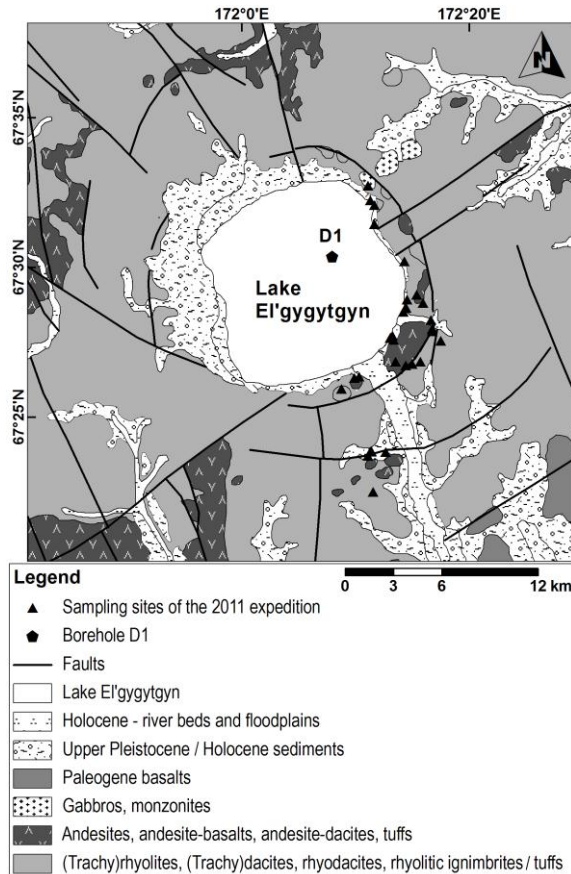 172°0'E 172°20'E
N
67°35'N
67°30'N
67°25'N
D1
Lake
El'gygytgyn
Legend
0 3 6 12 km
Sampling sites of the 2011 expedition
Borehole D1
Faults
Lake El'gygytgyn
Holocene - river beds and floodplains
Upper Pleistocene / Holocene sediments
Paleogene basalts
Gabbros, monzonites
Andesites, andesite-basalts, andesite-dacites, tuffs
(Trachy)rhyolites, (Trachy)dacites, rhyodacites, rhyolitic ignimbrites / tuffs